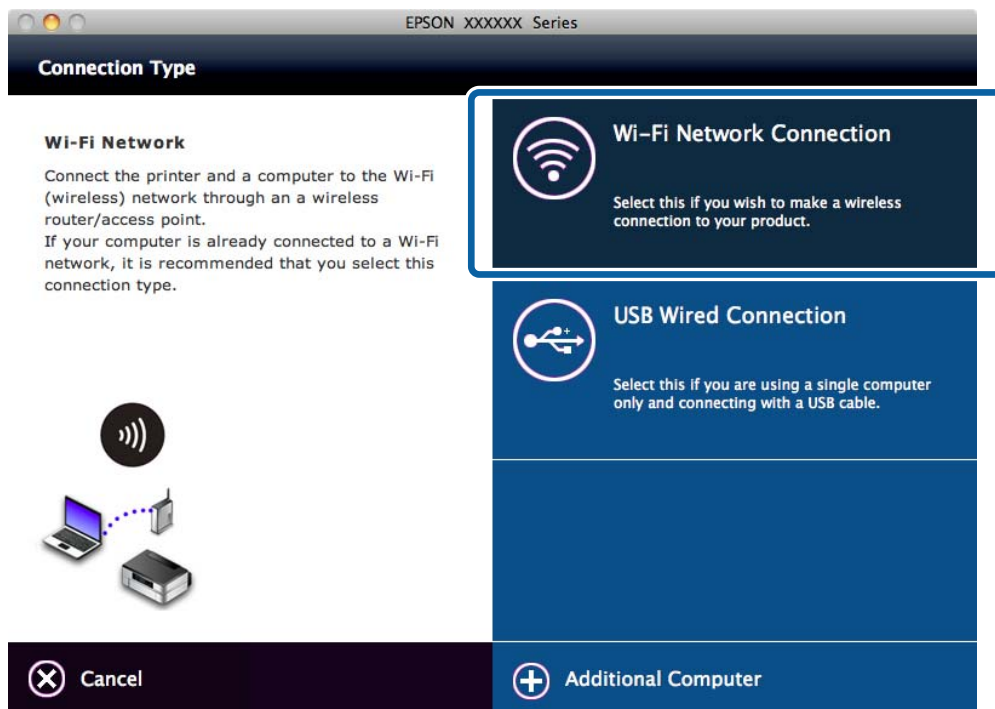 EPSON XXXXXX Series
Connection Type
Wi-Fi Network
Connect the printer and a computer to the Wi-Fi
(wireless) network through an a wireless
router/access point.
If your computer is already connected to a Wi-Fi
network, it is recommended that you select this
connection type.
Wi-Fi Network Connection
Select this if you wish to make a wireless
connection to your product.
USB Wired Connection
Select this if you are using a single computer
only and connecting with a USB cable.
Cancel
Additional Computer